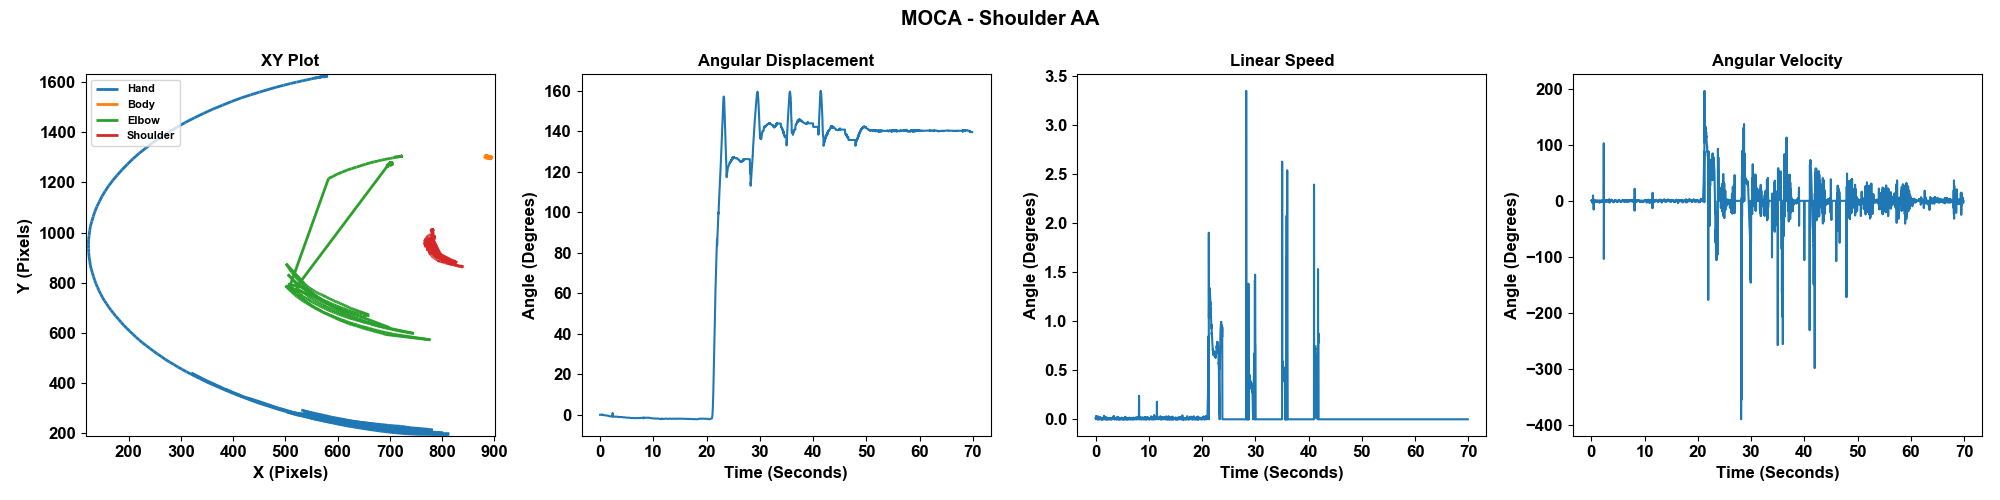 MOCA - Shoulder AA
XY Plot
Hand
Body
Elbow
Shoulder
1600
1400
1200
1000
800
600
400
200
200 300 400 500 600 700 800 900
Y (Pixels)
X (Pixels)
Angular Displacement
160
140
120
100
80
60
40
20
0
0 10 20 30 40 50 60 70
Angle (Degrees)
Time (Seconds)
Linear Speed
3.5
3.0
2.5
2.0
1.5
1.0
0.5
0.0
0 10 20 30 40 50 60 70
Angle (Degrees)
Time (Seconds)
Angular Velocity
200
100
0
−100
−200
−300
−400
0 10 20 30 40 50 60 70
Angle (Degrees)
Time (Seconds)